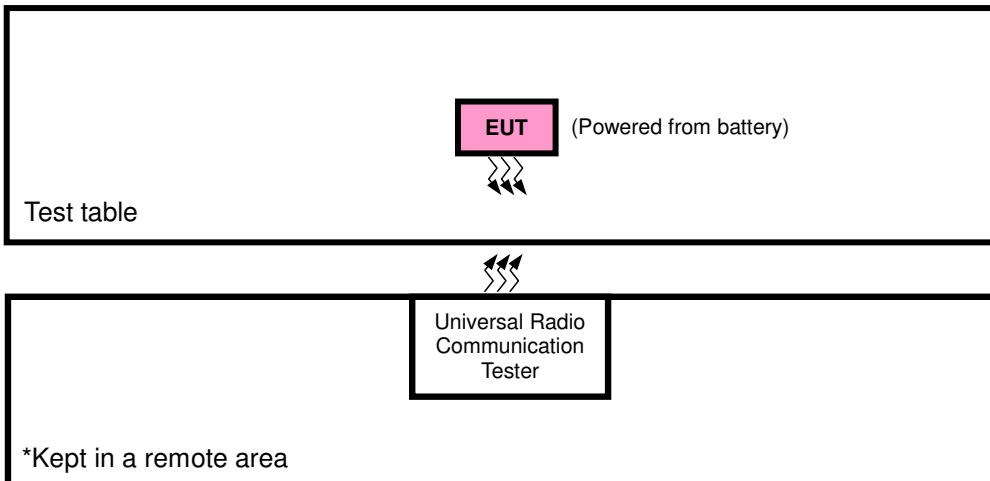 EUT (Powered from battery)
Test table
Universal Radio
Communication
Tester
*Kept in a remote area